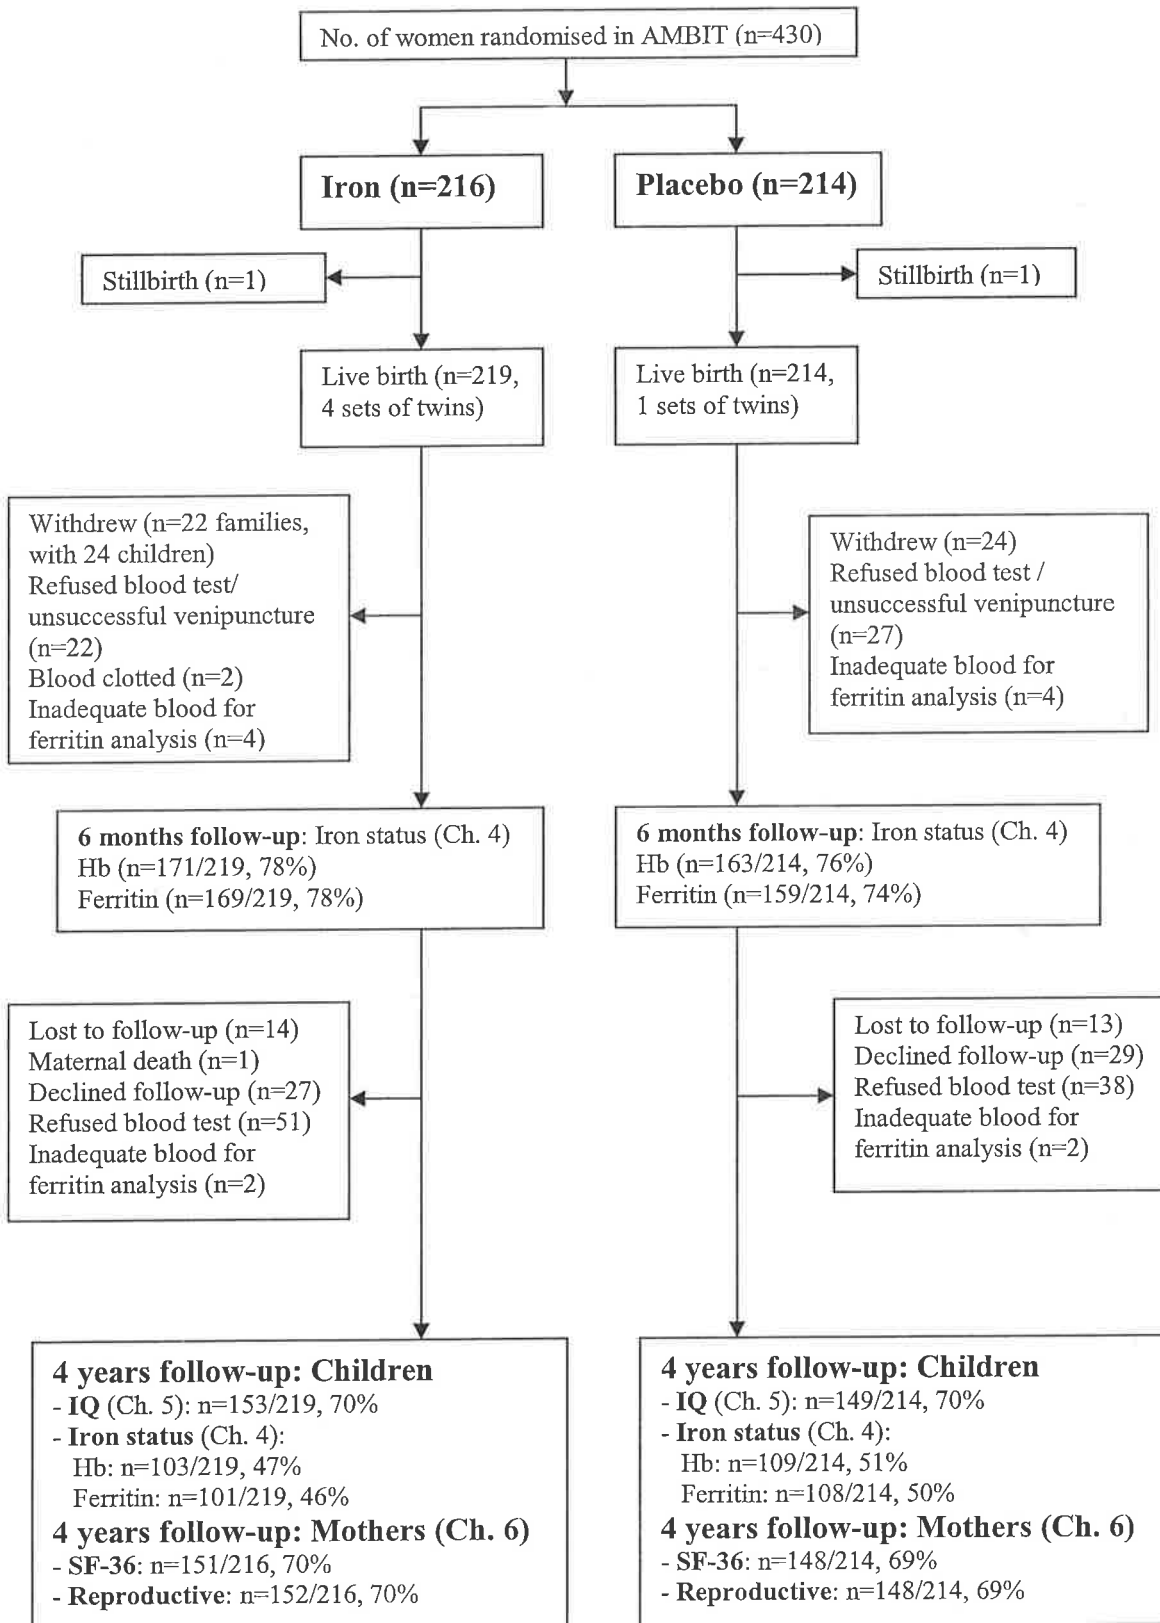 No. of women randomised in AMBIT (n=430)
Iron (n=216)
Placebo (n=214)
Stillbirth (n=1)
Stillbirth (n=1)
Live birth (n=219,
4 sets of twins)
Live birth (n=214,
1 sets of twins)
Withdrew (n=22 families,
with 24 children)
Refused blood test/
unsuccessful venipuncture
(n=22)
Blood clotted (n=2)
Inadequate blood for
ferritin analysis (n=4)
Withdrew (n=24)
Refused blood test /
unsuccessful venipuncture
(n=27)
Inadequate blood for
ferritin analysis (n=4)
6 months follow-up: Iron status (Ch. 4)
Hb (n=171/219, 78%)
Ferritin (n=169/219, 78%)
6 months follow-up: Iron status (Ch. 4)
Hb (n=163/214, 76%)
Ferritin (n=159/214, 74%)
Lost to follow-up (n=14)
Maternal death (n=1)
Declined follow-up (n=27)
Refused blood test (n=51)
Inadequate blood for
ferritin analysis (n=2)
Lost to follow-up (n=13)
Declined follow-up (n=29)
Refused blood test (n=38)
Inadequate blood for
ferritin analysis (n=2)
4 years follow-up: Children
- IQ (Ch. 5): n=153/219, 70%
- Iron status (Ch. 4):
Hb: n=103/219, 47%
Ferritin: n=101/219, 46%
4 years follow-up: Mothers (Ch. 6)
- SF-36: n=151/216, 70%
- Reproductive: n=152/216, 70%
4 years follow-up: Children
- IQ (Ch. 5): n=149/214, 70%
- Iron status (Ch. 4):
Hb: n=109/214, 51%
Ferritin: n=108/214, 50%
4 years follow-up: Mothers (Ch. 6)
- SF-36: n=148/214, 69%
- Reproductive: n=148/214, 69%